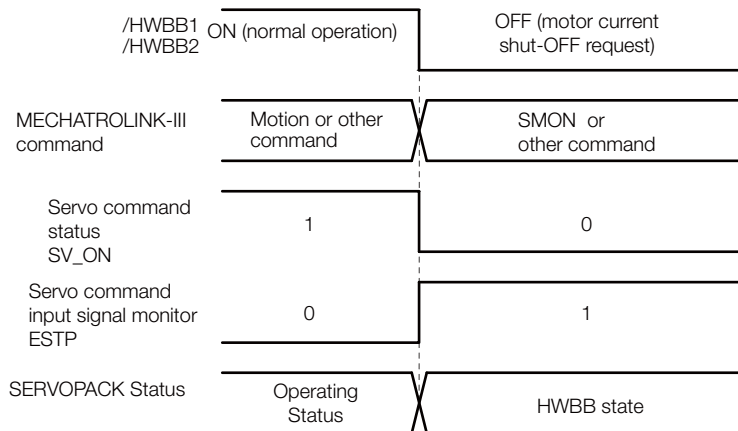 /HWBB1
/HWBB2
ON (normal operation)
OFF (motor current
shut-OFF request)
MECHATROLINK-III
command
Motion or other
command
SMON or
other command
Servo command
status
SV_ON
1
0
Servo command
input signal monitor
ESTP
0
1
SERVOPACK Status
Operating
Status
HWBB state